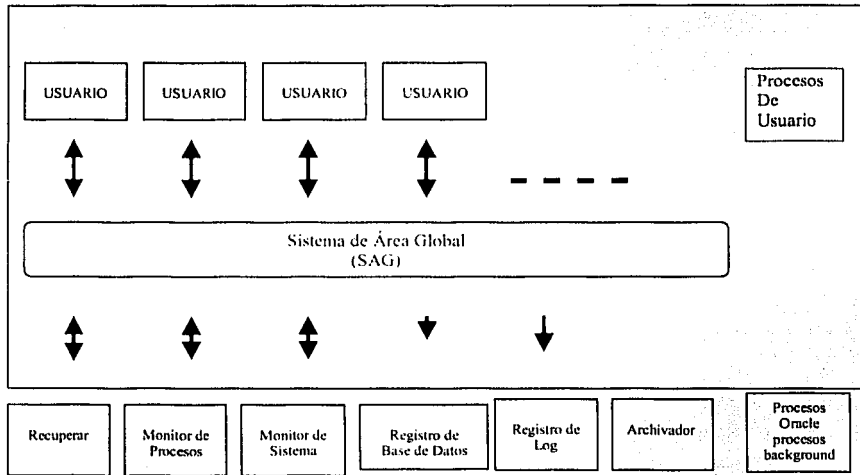 USUARIO USUARIO USUARIO USUARIO
Procesos
De
Usuario
Sistema de Área Global
(SAG)
Recuperar
Monitor de
Procesos
Monitor de
Sistema
Registro de
Base de Datos
Registro de
Log
Archivador
Procesos
Oracle
procesos
background